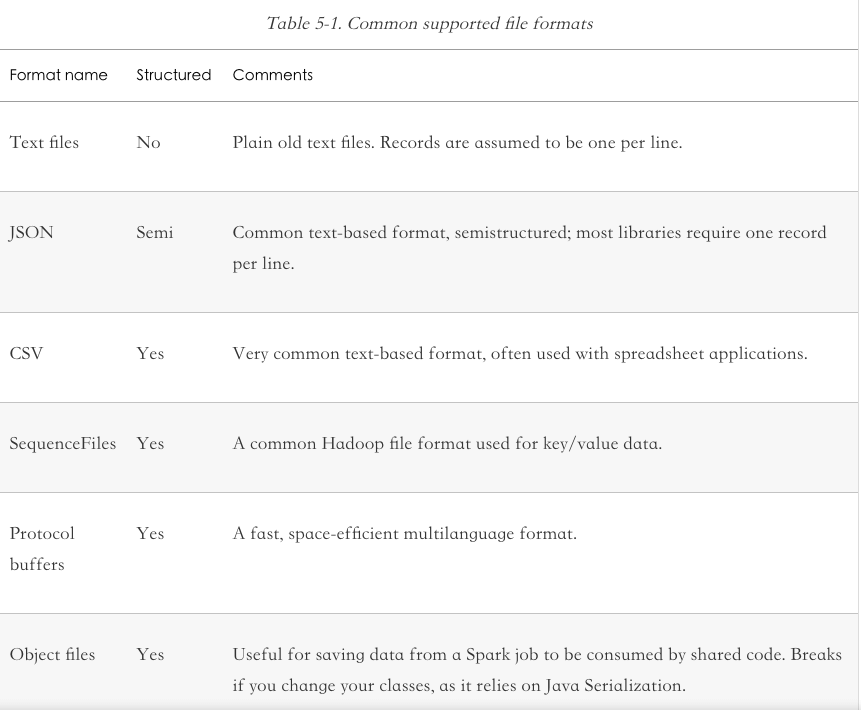 Table 5-1. Common supported file formats
Format name Structured Comments
Text files No Plain old text files. Records are assumed to be one per line.
JSON Semi Common text-based format, semistructured; most libraries require one record
per line.
CSV Yes Very common text-based format, often used with spreadsheet applications.
SequenceFiles Yes A common Hadoop file format used for key/value data.
Protocol Yes A fast, space-efficient multilanguage format.
buffers
Object files Yes Useful for saving data from a Spark job to be consumed by shared code. Breaks
if you change your classes, as it relies on Java Serialization.